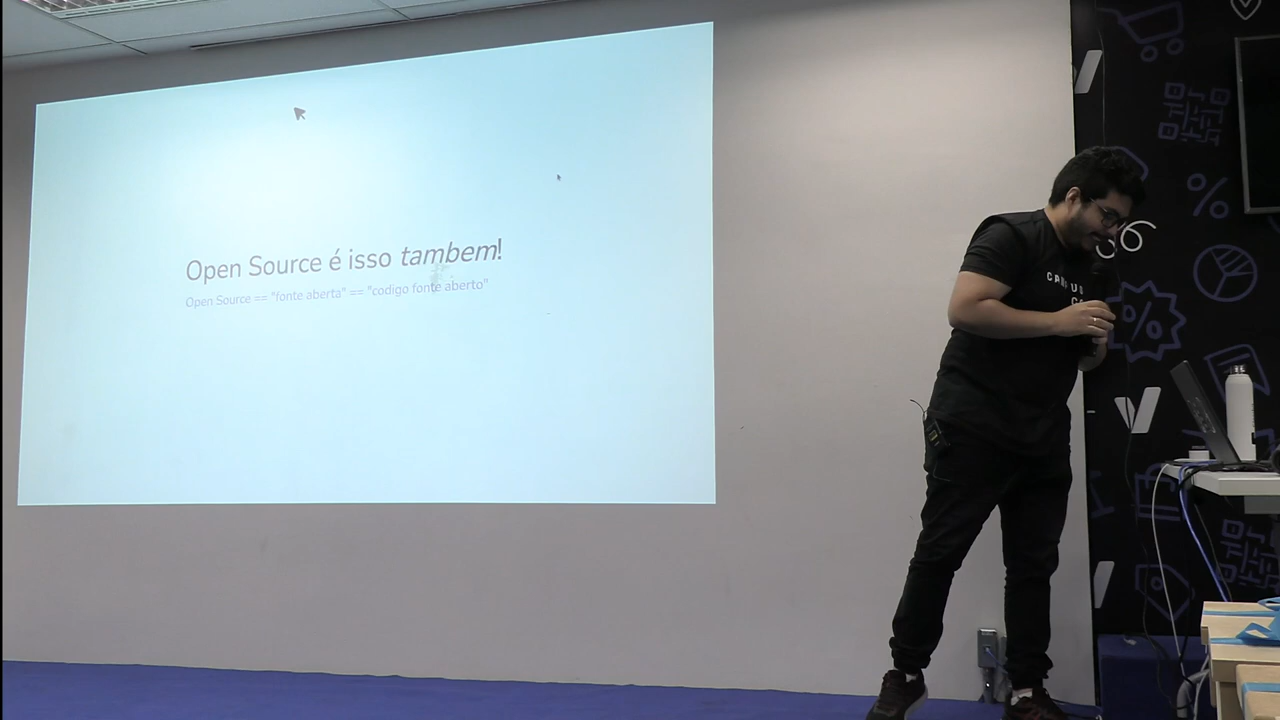 Open Source é isso tambem!
Open Source == "fonte aberta" == "codigo fonte aberto"